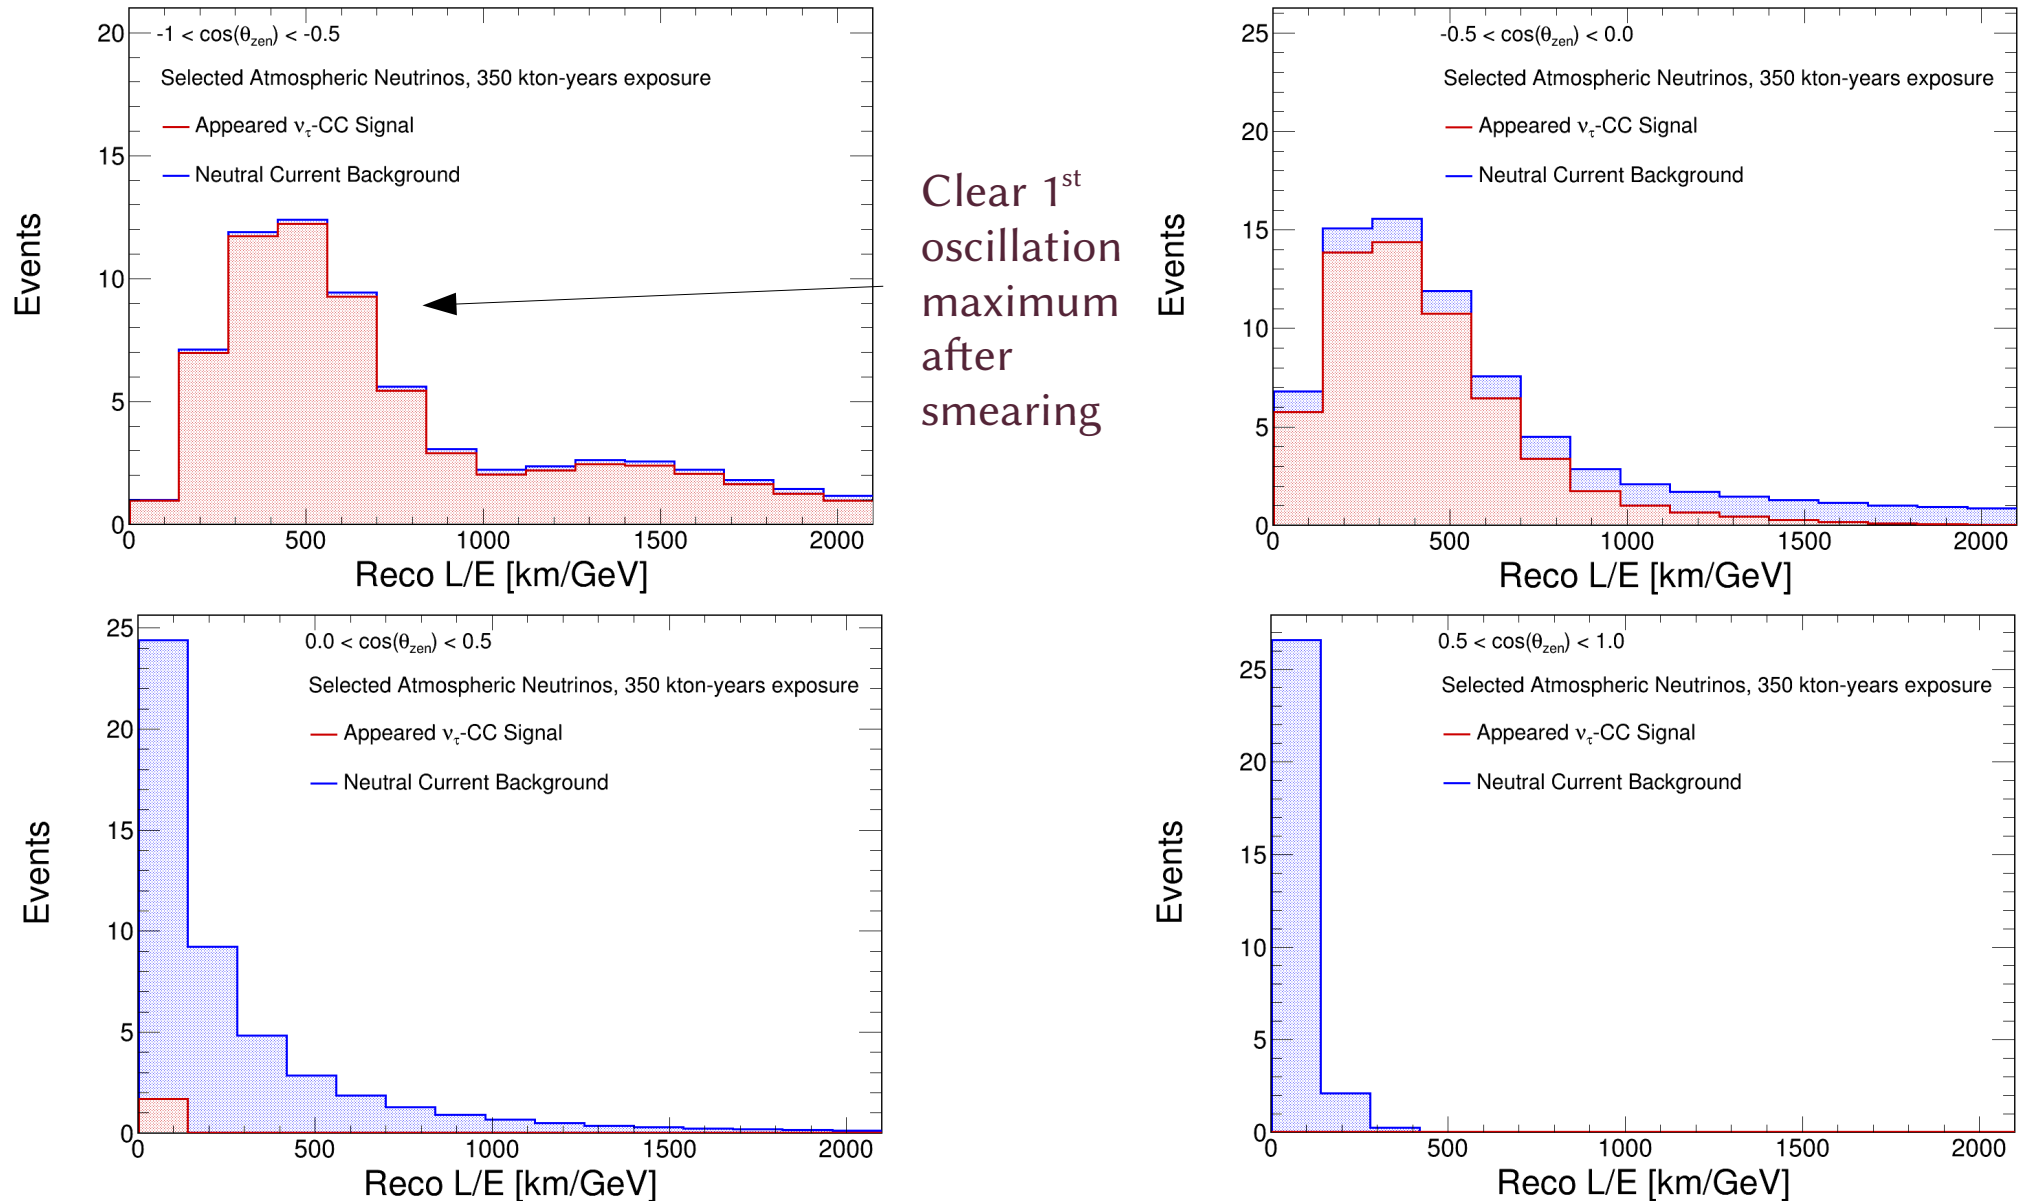 -1 < cos(θzen) < -0.5
Selected Atmospheric Neutrinos, 350 kton-years exposure
Appeared ντ-CC Signal
Neutral Current Background
Events
20
15
10
5
0
0 500 1000 1500 2000
Reco L/E [km/GeV]
Clear 1st
oscillation
maximum
after
smearing
-0.5 < cos(θzen) < 0.0
Selected Atmospheric Neutrinos, 350 kton-years exposure
Appeared ντ-CC Signal
Neutral Current Background
Events
25
20
15
10
5
0
0 500 1000 1500 2000
Reco L/E [km/GeV]
0.0 < cos(θzen) < 0.5
Selected Atmospheric Neutrinos, 350 kton-years exposure
Appeared ντ-CC Signal
Neutral Current Background
Events
25
20
15
10
5
0
0 500 1000 1500 2000
Reco L/E [km/GeV]
0.5 < cos(θzen) < 1.0
Selected Atmospheric Neutrinos, 350 kton-years exposure
Appeared ντ-CC Signal
Neutral Current Background
Events
25
20
15
10
5
0
0 500 1000 1500 2000
Reco L/E [km/GeV]